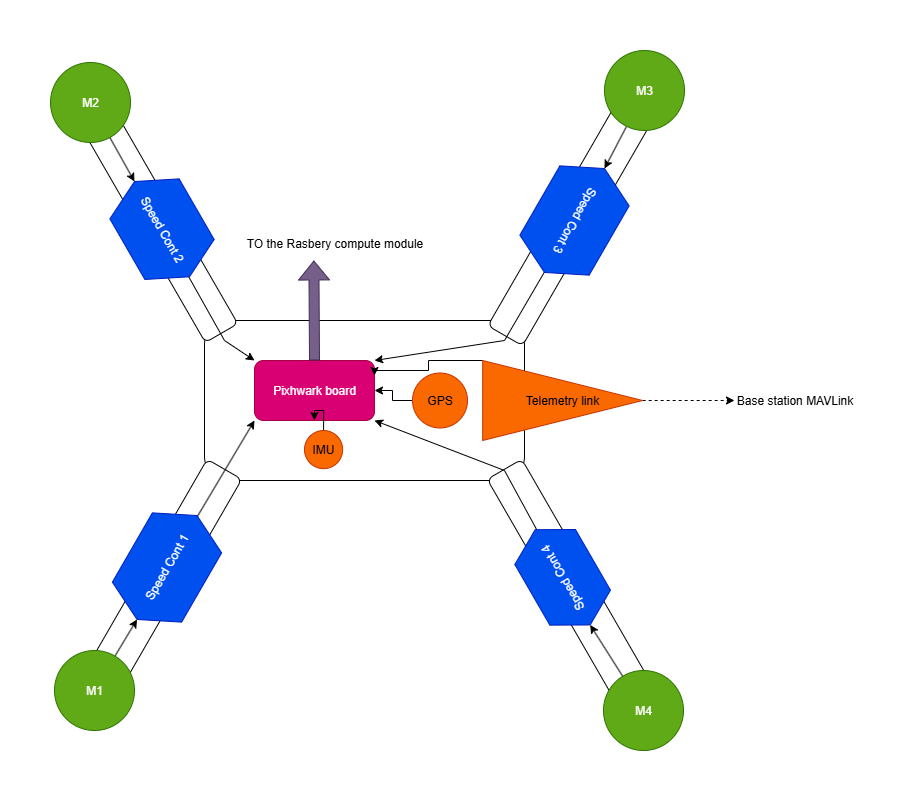 M2
M3
Speed Cont 2
Speed Cont 3
TO the Rasbery compute module
Pixhwark board
GPS
Telemetry link
Base station MAVLink
IMU
Speed Cont 1
Speed Cont 4
M1
M4